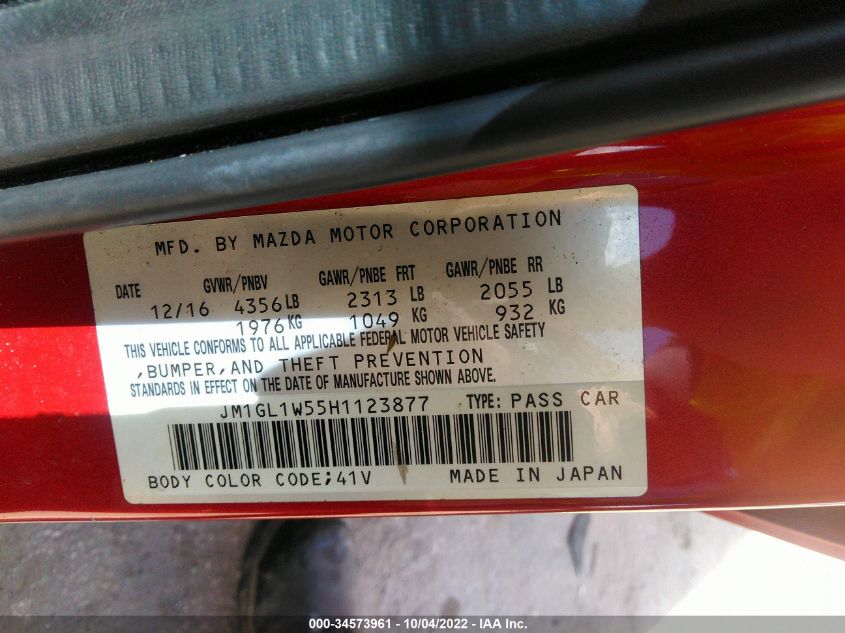 MFD. BY MAZDA MOTOR CORPORATION
DATE GVWR/PNBV GAWR/PNBE FRT GAWR/PNBE RR
12/16 4356 LB 2313 LB 2055 LB
1976 KG 1049 KG 932 KG
THIS VEHICLE CONFORMS TO ALL APPLICABLE FEDERAL MOTOR VEHICLE SAFETY
,BUMPER,AND THEFT PREVENTION
STANDARDS IN EFFECT ON THE DATE OF MANUFACTURE SHOWN ABOVE.
JM1GL1W55H1123877 TYPE: PASS CAR
BODY COLOR CODE;41V MADE IN JAPAN
000-34573961 - 10/04/2022 - IAA Inc.